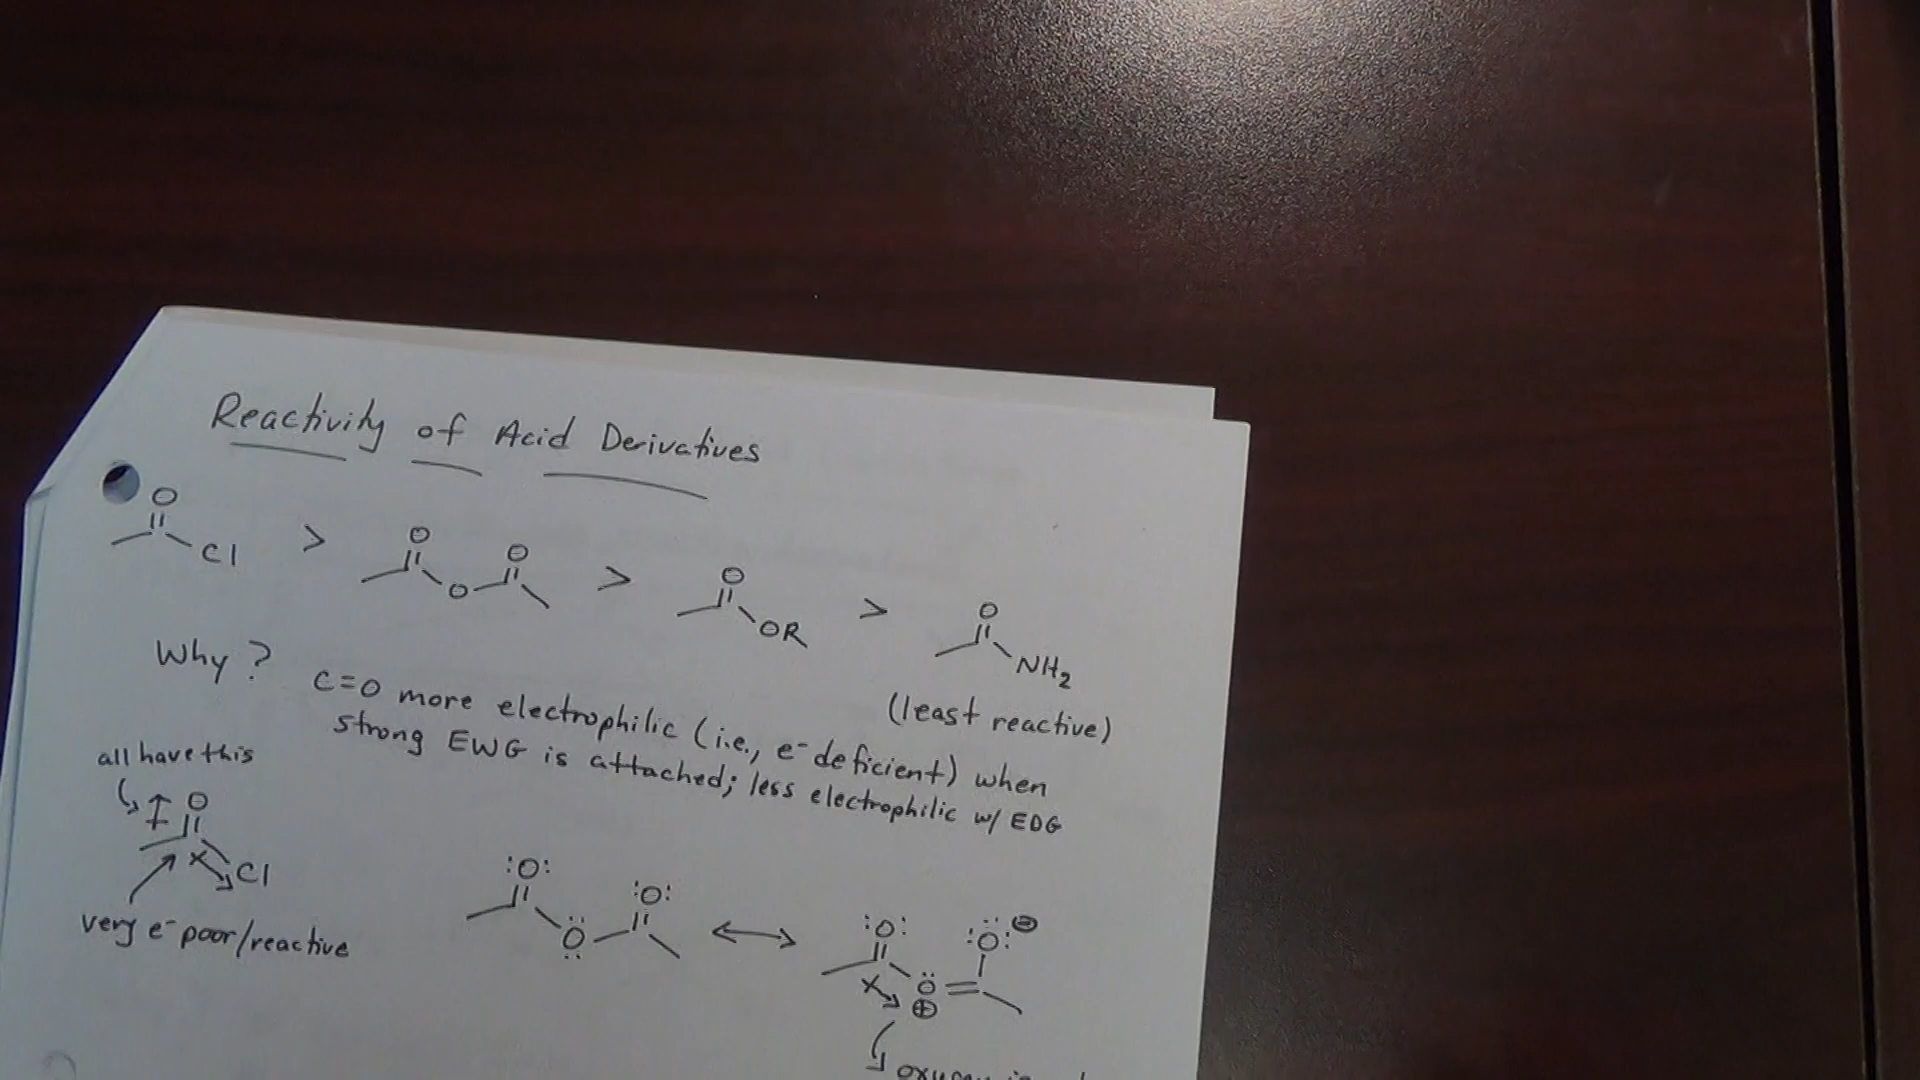 Reactivity of Acid Derivatives
O O O O O
Cl > O > OR > NH2
Why?
(least reactive)
C=O more electrophilic (i.e., e- deficient) when
strong EWG is attached; less electrophilic w/ EDG
all have this
O
Cl
very e- poor/reactive
:O: :O: ↔ :O: :O: ⊖
O O ⊕
oxygen